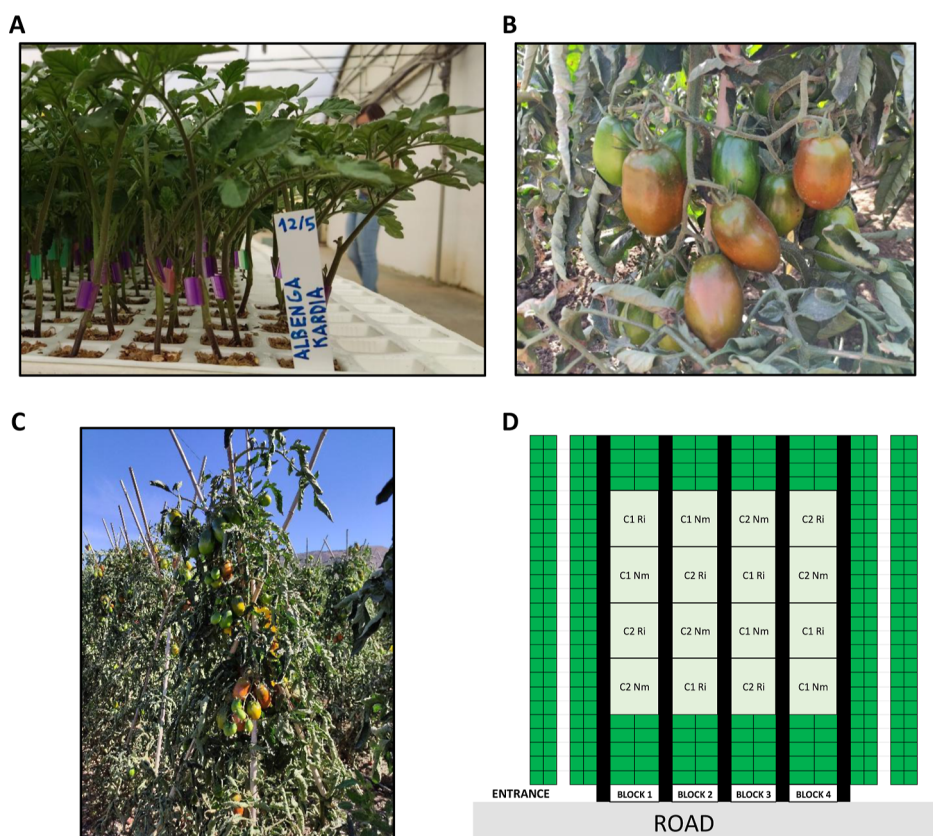 A
B
12/5
ALBENGA
KARDIA
C
D
C1 Ri
C1 Nm
C2 Nm
C2 Ri
C1 Nm
C2 Ri
C1 Ri
C2 Nm
C2 Ri
C2 Nm
C1 Nm
C1 Ri
C2 Nm
C1 Ri
C2 Ri
C1 Nm
ENTRANCE
BLOCK 1
BLOCK 2
BLOCK 3
BLOCK 4
ROAD